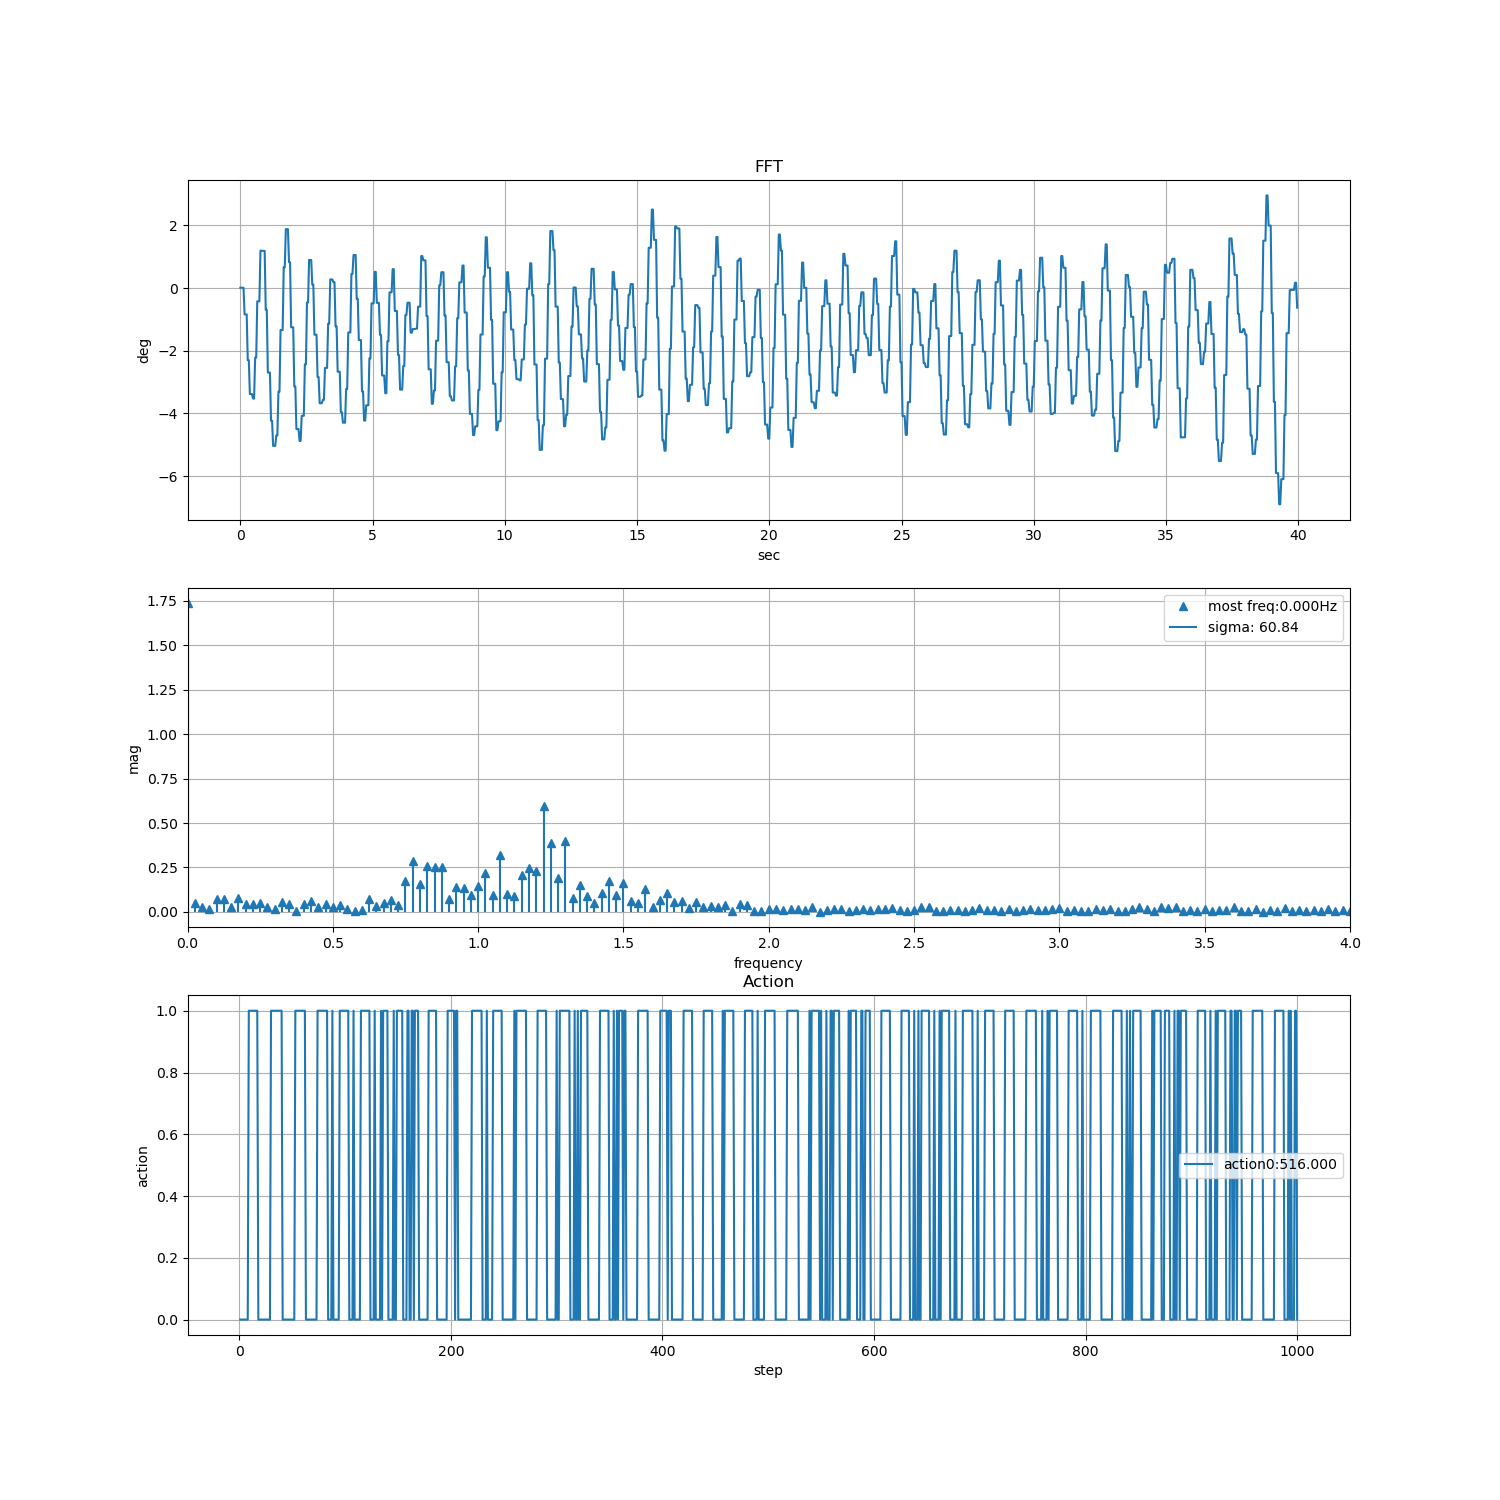 FFT
2
0
−2
−4
−6
deg
0 5 10 15 20 25 30 35 40
sec
1.75
1.50
1.25
1.00
0.75
0.50
0.25
0.00
mag
most freq:0.000Hz
sigma: 60.84
0.0 0.5 1.0 1.5 2.0 2.5 3.0 3.5 4.0
frequency
Action
1.0
0.8
0.6
0.4
0.2
0.0
action
action0:516.000
0 200 400 600 800 1000
step